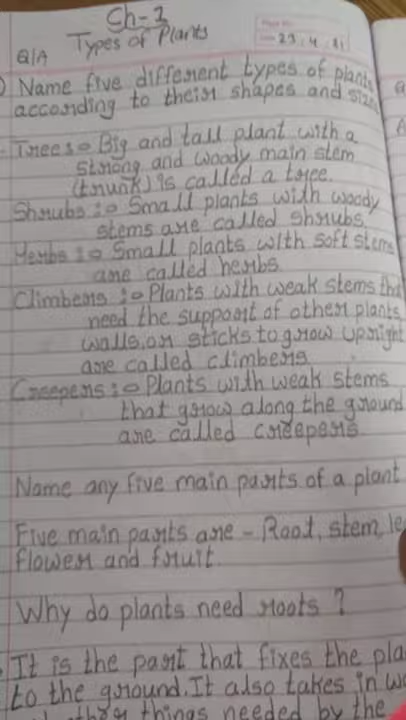 Ch-3
Types of Plants
Q/A
Name five different types of plants
according to their shapes and size
Trees :- Big and tall plant with a
strong and woody main stem
(trunk) is called a tree.
Shrubs :- Small plants with woody
stems are called shrubs.
Herbs :- Small plants with soft stems
are called herbs
Climbers :- Plants with weak stems tha
need the support of other plants,
walls, or sticks to grow upright
are called climbers
Creepers :- Plants with weak stems
that grow along the ground
are called creepers
Name any five main parts of a plant
Five main parts are - Root, stem, le
flower and fruit
Why do plants need roots ?
It is the part that fixes the pla
to the ground. It also takes in wa
things needed by the